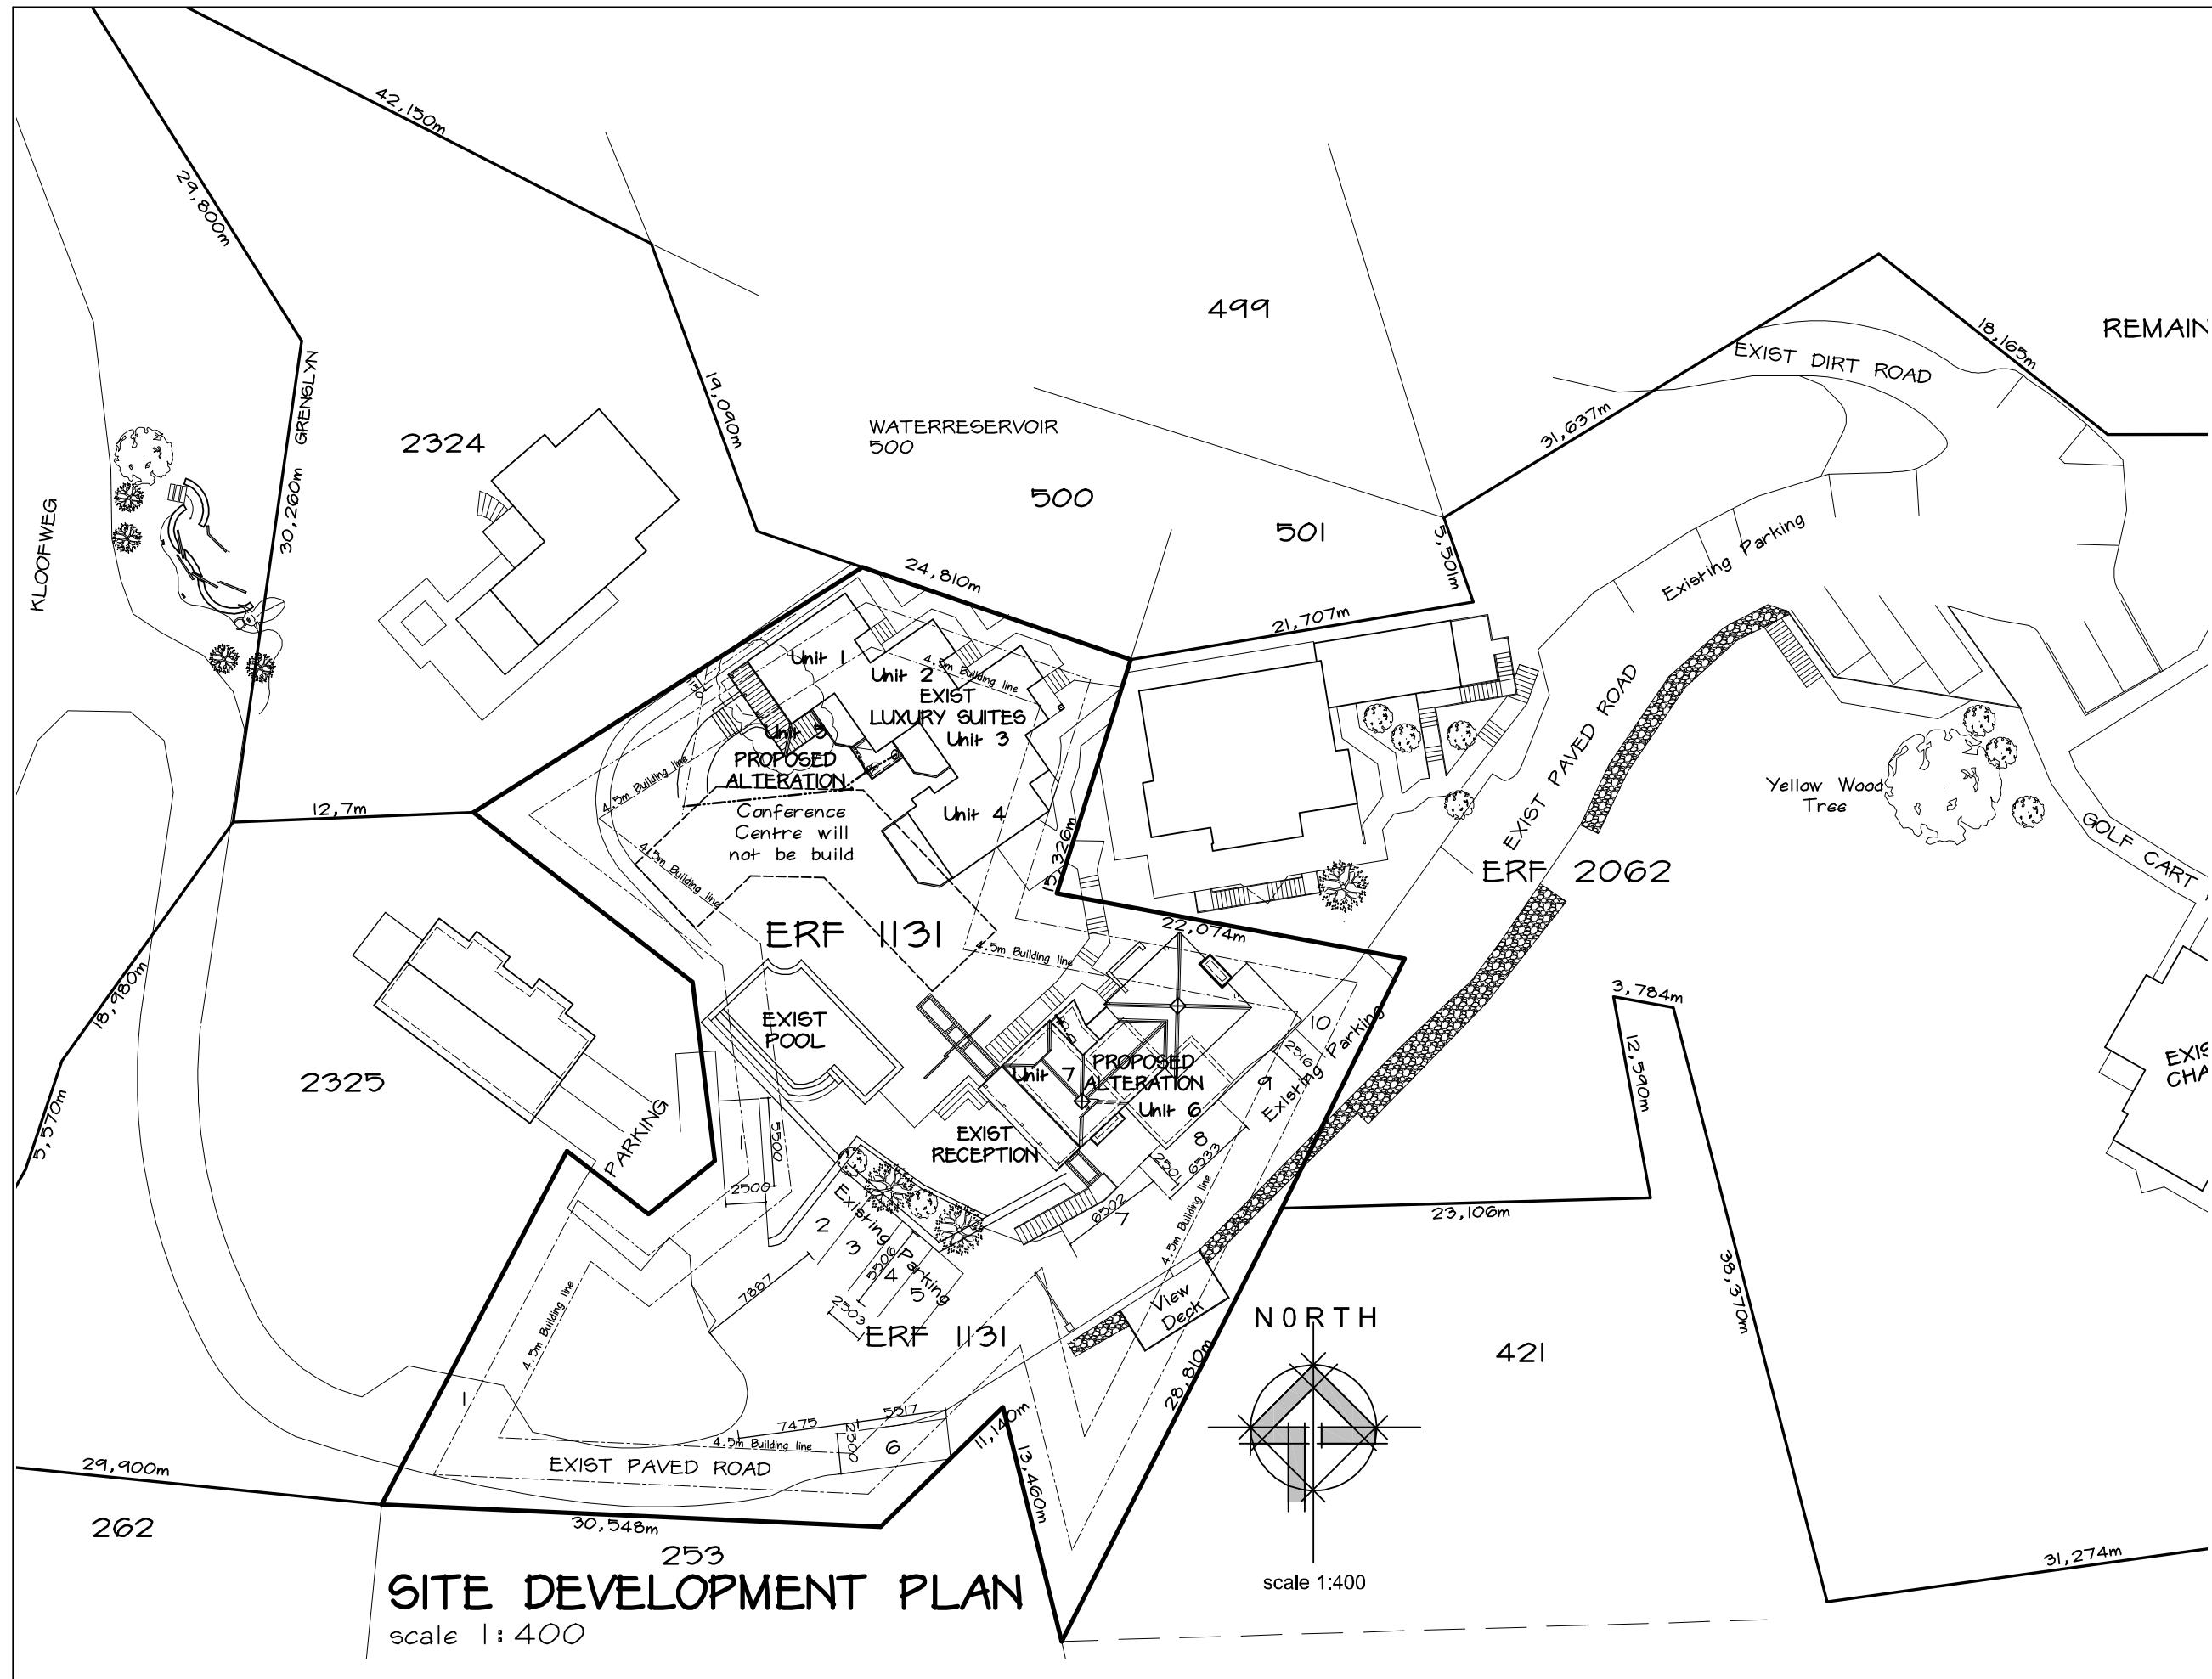 42,150m
29,800m
30,260m GRENSLYN
KLOOFWEG
2324
19,090m
WATERRESERVOIR
500
499
500
501
31,637m
5,501m
EXIST DIRT ROAD
18,165m
REMAIN
24,810m
21,707m
Existing Parking
EXIST PAVED ROAD
Yellow Wood
Tree
GOLF CART
ERF 2062
Unit 1
Unit 2
4.5m Building line
EXIST
LUXURY SUITES
Unit 3
Unit 5
PROPOSED
ALTERATION
Unit 4
4.5m Building line
Conference
Centre will
not be build
4.5m Building line
12,7m
15,326m
ERF 1131
22,074m
4.5m Building line
18,980m
5,570m
2325
PARKING
EXIST
POOL
Unit 7
PROPOSED
ALTERATION
Unit 6
EXIST
RECEPTION
10
2516
9
Existing Parking
8
2501
6533
6502
7
4.5m Building line
1
5500
2500
2
3
4
5
Existing Parking
5506
2503
7887
ERF 1131
View
Deck
3,784m
12,590m
23,106m
38,370m
EXIS
CHA
421
31,274m
28,810m
N0RTH
scale 1:400
4.5m Building line
1
7475
5517
4.5m Building line
2500
6
EXIST PAVED ROAD
11,140m
13,460m
29,900m
262
30,548m
253
SITE DEVELOPMENT PLAN
scale 1:400